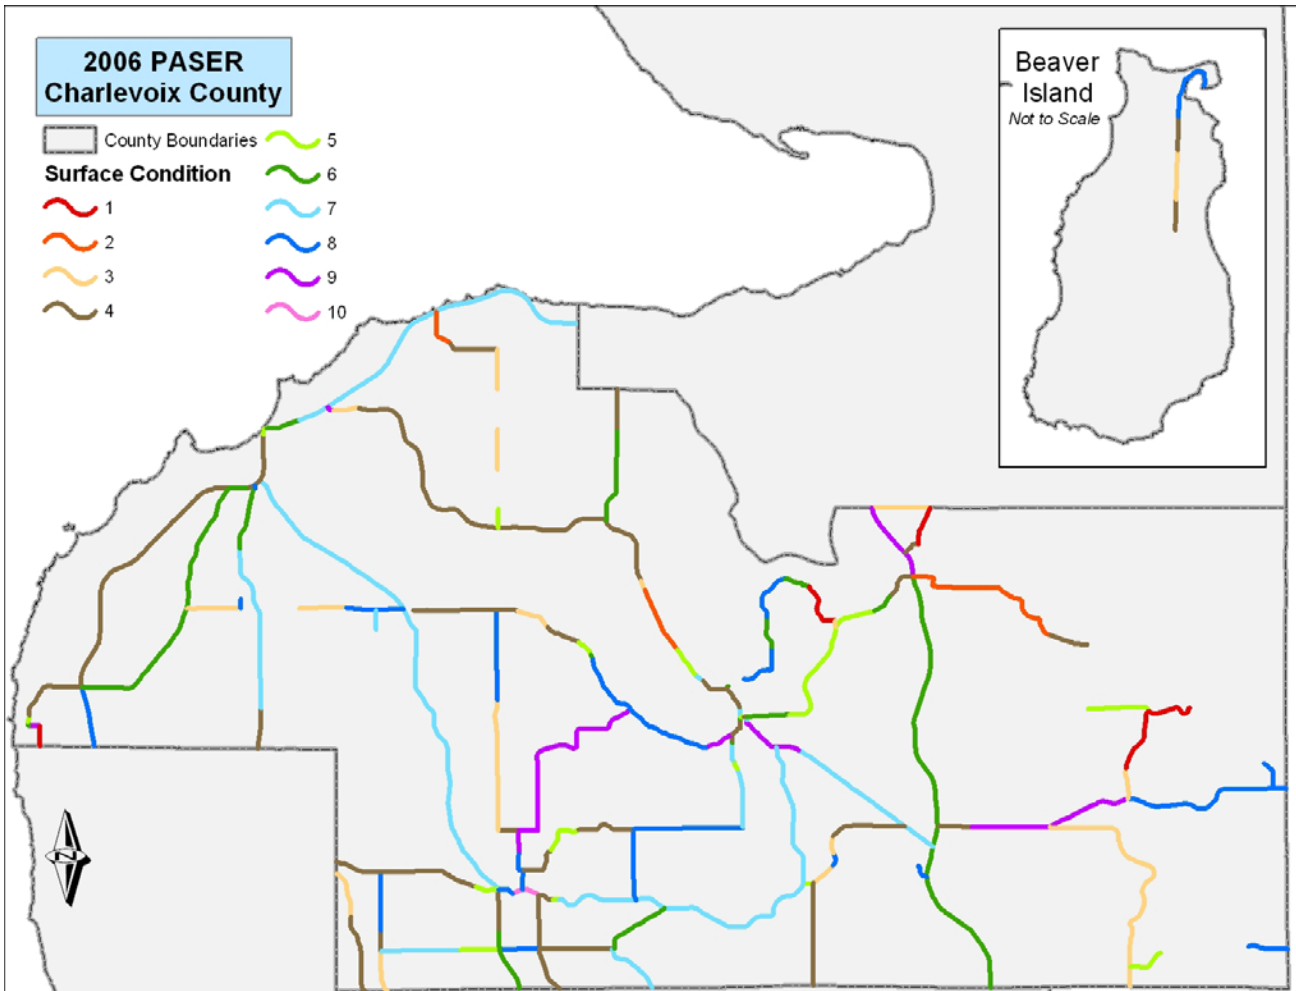 2006 PASER
Charlevoix County
County Boundaries
Surface Condition
1
2
3
4
5
6
7
8
9
10
Beaver
Island
Not to Scale
N